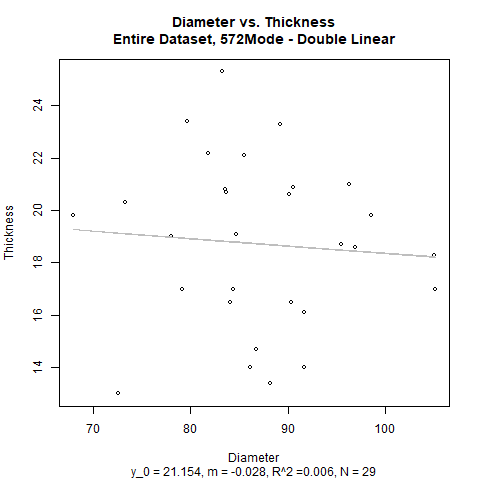 Diameter vs. Thickness
Entire Dataset, 572Mode - Double Linear
24
22
20
18
16
14
Thickness
70 80 90 100
Diameter
y_0 = 21.154, m = -0.028, R^2 =0.006, N = 29